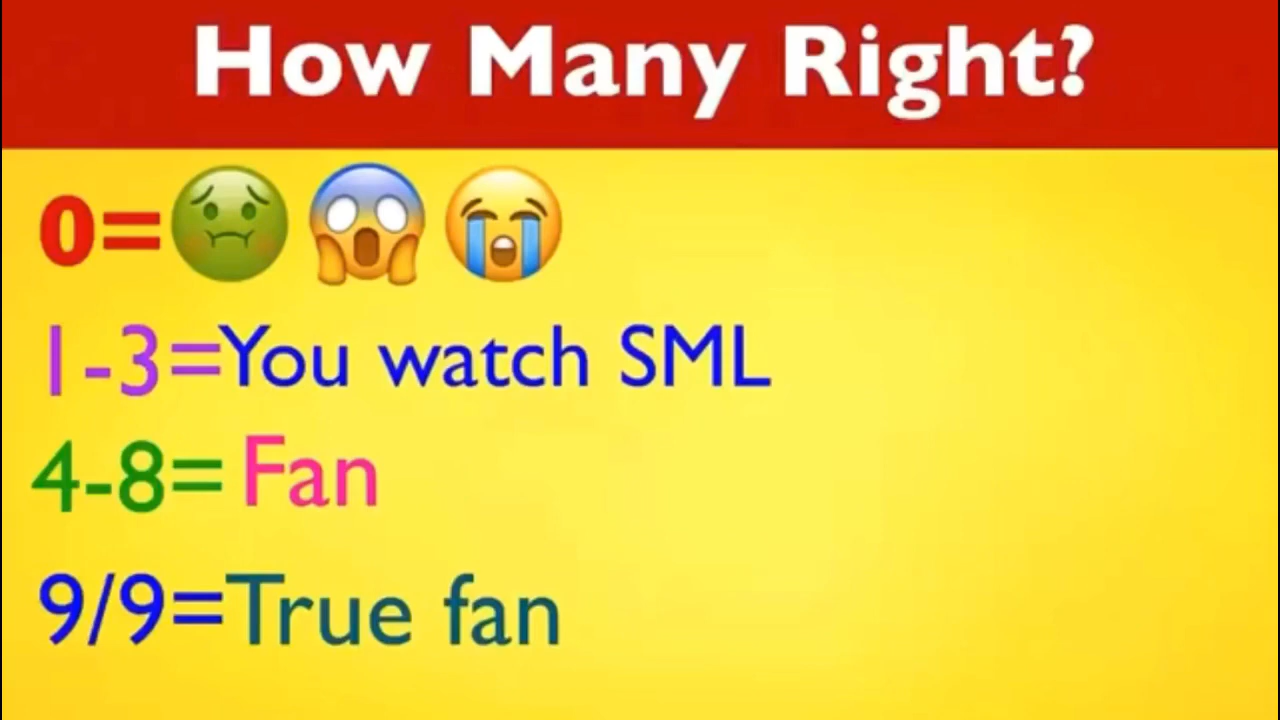 How Many Right?
0=🤢 😱 😭
1-3=You watch SML
4-8= Fan
9/9=True fan